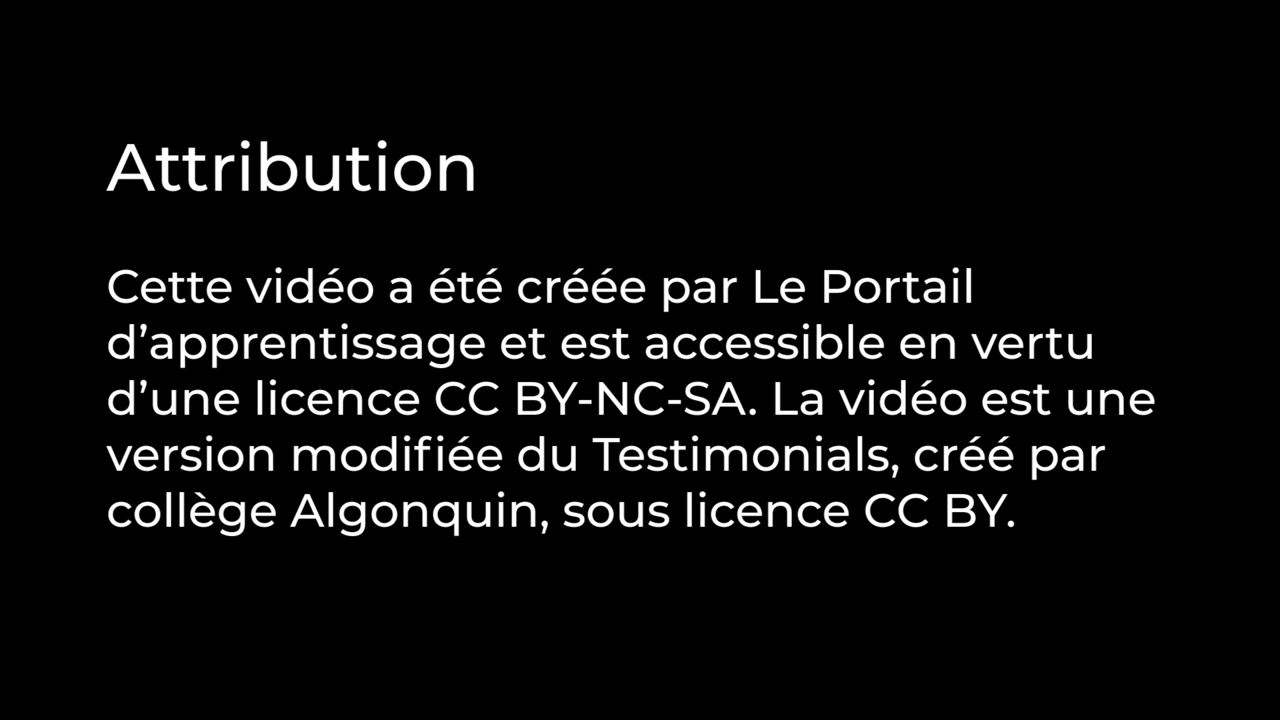 Attribution
Cette vidéo a été créée par Le Portail
d’apprentissage et est accessible en vertu
d’une licence CC BY-NC-SA. La vidéo est une
version modifiée du Testimonials, créé par
collège Algonquin, sous licence CC BY.